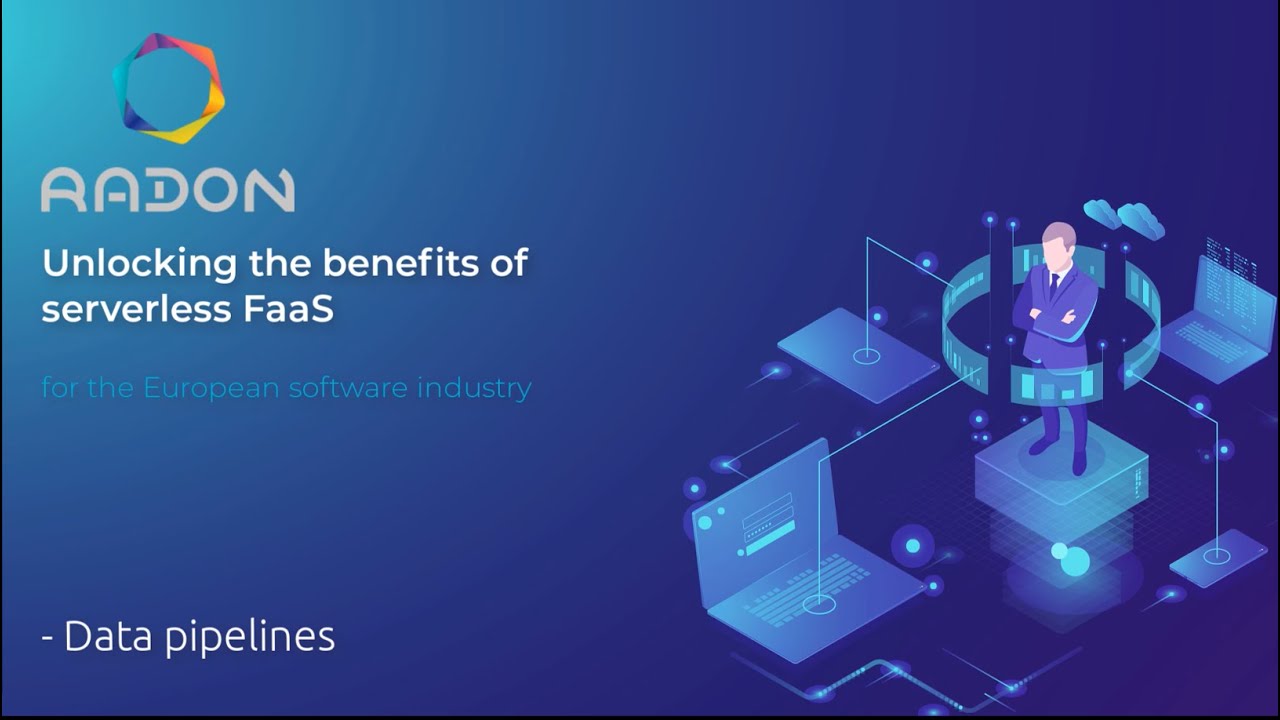 RADON
Unlocking the benefits of
serverless FaaS
for the European software industry
- Data pipelines